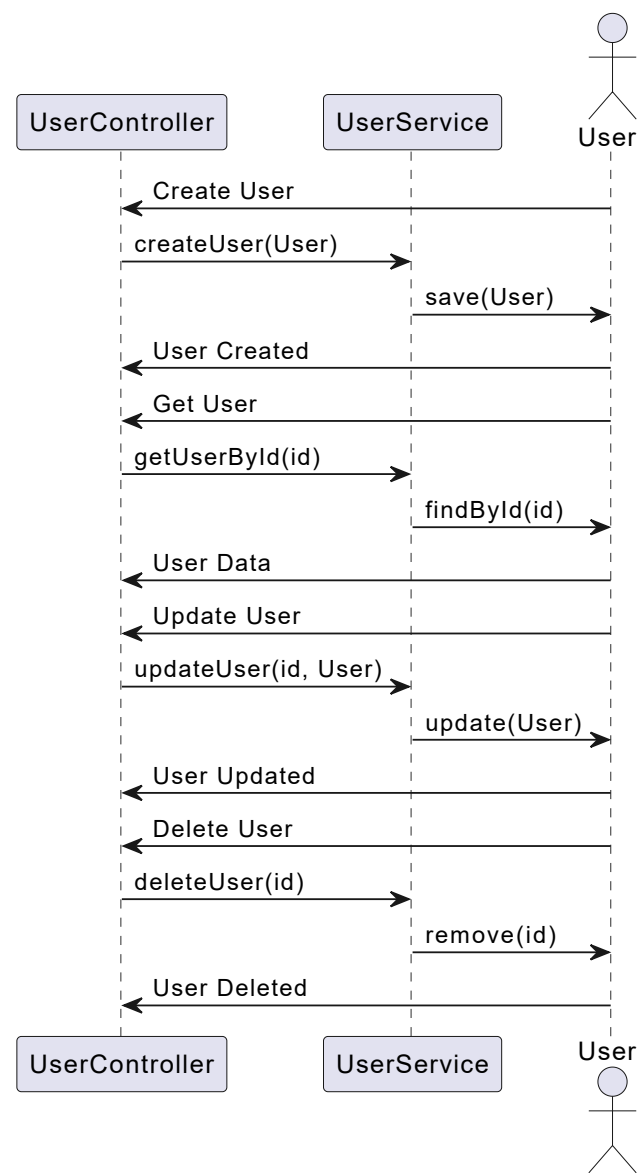 UserController
UserService
User
Create User
createUser(User)
save(User)
User Created
Get User
getUserById(id)
findById(id)
User Data
Update User
updateUser(id, User)
update(User)
User Updated
Delete User
deleteUser(id)
remove(id)
User Deleted
UserController
UserService
User